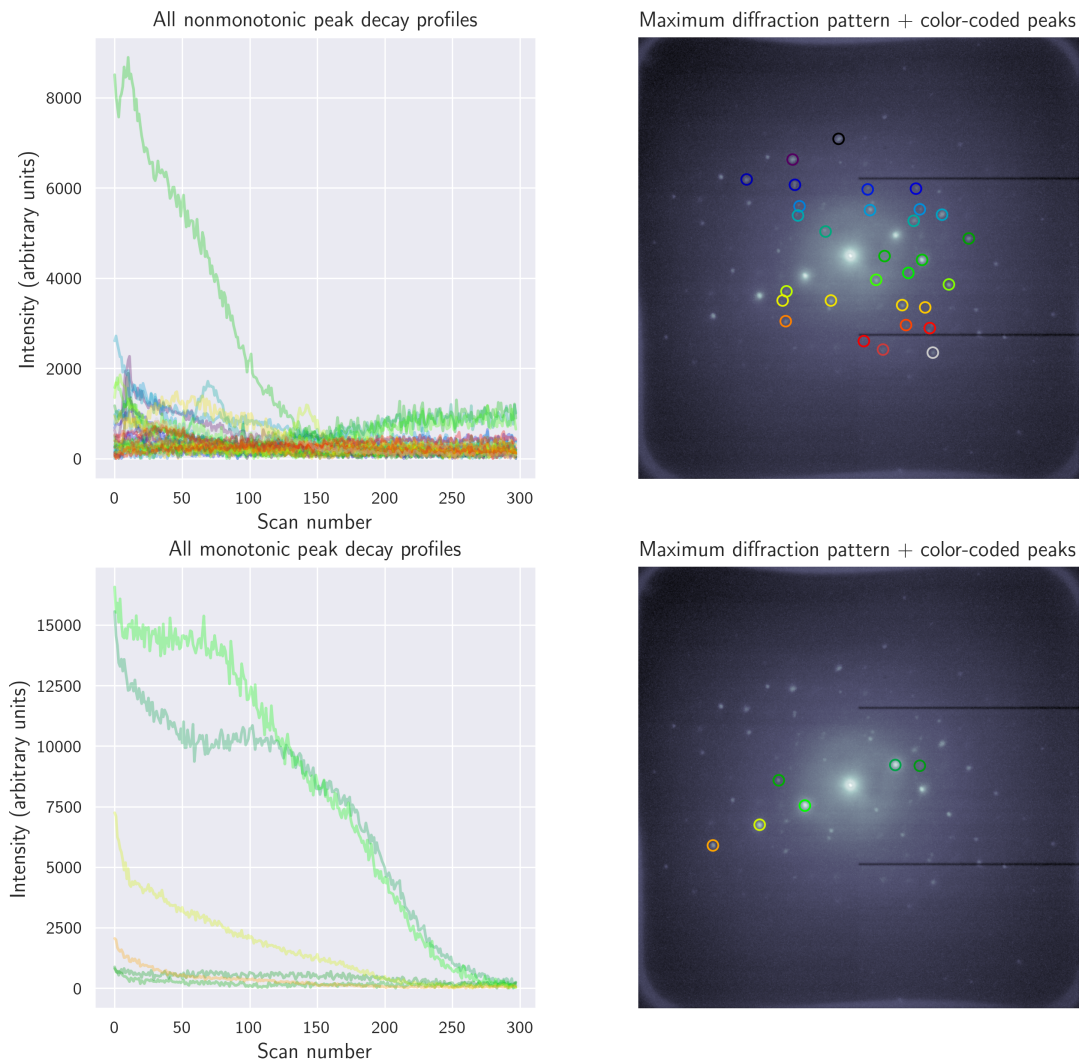 All nonmonotonic peak decay profiles
Maximum diffraction pattern + color-coded peaks
Intensity (arbitrary units)
8000
6000
4000
2000
0
0 50 100 150 200 250 300
Scan number
All monotonic peak decay profiles
Maximum diffraction pattern + color-coded peaks
Intensity (arbitrary units)
15000
12500
10000
7500
5000
2500
0
0 50 100 150 200 250 300
Scan number